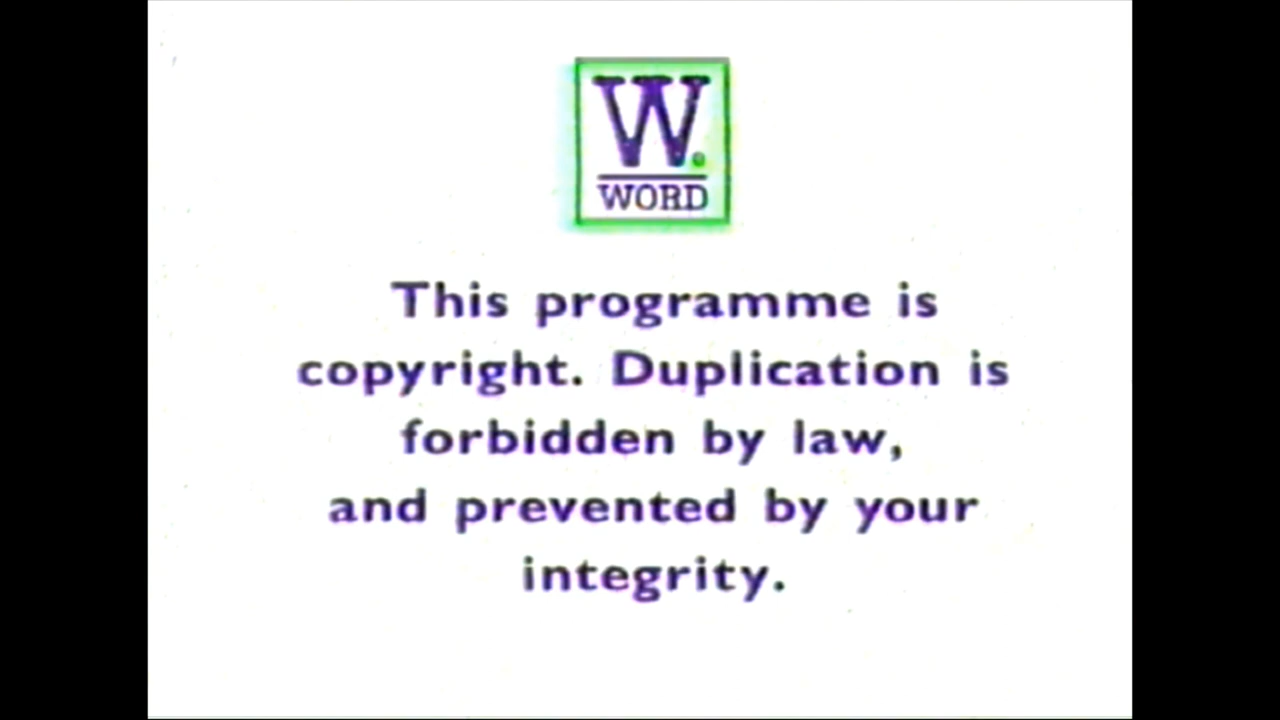 W.
WORD
This programme is
copyright. Duplication is
forbidden by law,
and prevented by your
integrity.